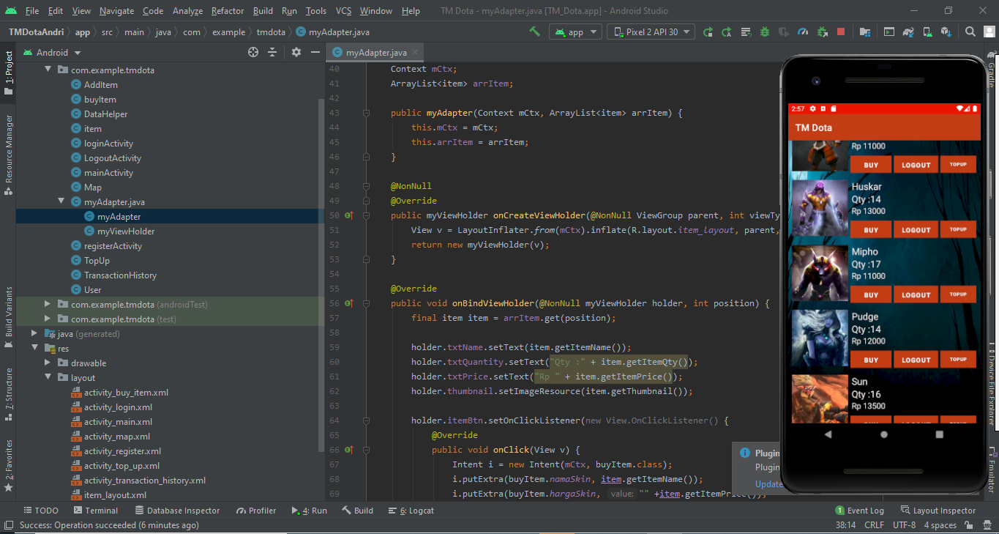 File Edit View Navigate Code Analyze Refactor Build Run Tools VCS Window Help TM Dota - myAdapter.java [TM_Dota.app] - Android Studio
TMDotaAndri app src main java com example tmdota myAdapter.java app Pixel 2 API 30
1: Project
Resource Manager
Build Variants
7: Structure
2: Favorites
Android
com.example.tmdota
AddItem
buyItem
DataHelper
item
loginActivity
LogoutActivity
mainActivity
Map
myAdapter.java
myAdapter
myViewHolder
registerActivity
TopUp
TransactionHistory
User
com.example.tmdota (androidTest)
com.example.tmdota (test)
java (generated)
res
drawable
layout
activity_buy_item.xml
activity_login.xml
activity_main.xml
activity_map.xml
activity_register.xml
activity_top_up.xml
activity_transaction_history.xml
item_layout.xml
myAdapter.java
40 Context mCtx;
41 ArrayList<item> arrItem;
42
43 public myAdapter(Context mCtx, ArrayList<item> arrItem) {
44 this.mCtx = mCtx;
45 this.arrItem = arrItem;
46 }
47
48 @NonNull
49 @Override
50 public myViewHolder onCreateViewHolder(@NonNull ViewGroup parent, int viewTy
51 View v = LayoutInflater.from(mCtx).inflate(R.layout.item_layout, parent,
52 return new myViewHolder(v);
53 }
54
55 @Override
56 public void onBindViewHolder(@NonNull myViewHolder holder, int position) {
57 final item item = arrItem.get(position);
58
59 holder.txtName.setText(item.getItemName());
60 holder.txtQuantity.setText("Qty :" + item.getItemQty());
61 holder.txtPrice.setText("Rp " + item.getItemPrice());
62 holder.thumbnail.setImageResource(item.getThumbnail());
63
64 holder.itemBtn.setOnClickListener(new View.OnClickListener() {
65 @Override
66 public void onClick(View v) {
67 Intent i = new Intent(mCtx, buyItem.class);
68 i.putExtra(buyItem.namaSkin, item.getItemName());
69 i.putExtra(buyItem.hargaSkin, value: "" +item.getItemPrice());
Plugin
Plugin
Update
2:57
TM Dota
Rp 11000
BUY LOGOUT TOPUP
Huskar
Qty :14
Rp 13000
BUY LOGOUT TOPUP
Mipho
Qty :17
Rp 11000
BUY LOGOUT TOPUP
Pudge
Qty :14
Rp 12000
BUY LOGOUT TOPUP
Sun
Qty :16
Rp 13500
BUY LOGOUT TOPUP
Gradle
Device File Explorer
Emulator
TODO Terminal Database Inspector Profiler 4: Run Build 6: Logcat 1 Event Log Layout Inspector
Success: Operation succeeded (6 minutes ago) 38:14 CRLF UTF-8 4 spaces